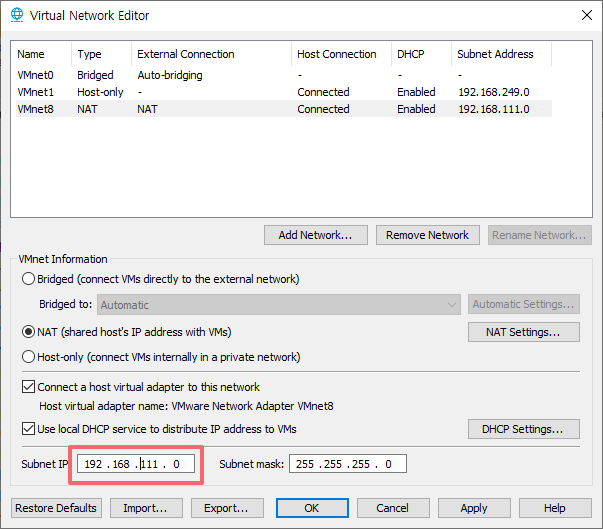 Virtual Network Editor
Name Type External Connection Host Connection DHCP Subnet Address
VMnet0 Bridged Auto-bridging - - -
VMnet1 Host-only - Connected Enabled 192.168.249.0
VMnet8 NAT NAT Connected Enabled 192.168.111.0
Add Network... Remove Network Rename Network...
VMnet Information
Bridged (connect VMs directly to the external network)
Bridged to: Automatic Automatic Settings...
NAT (shared host's IP address with VMs) NAT Settings...
Host-only (connect VMs internally in a private network)
Connect a host virtual adapter to this network
Host virtual adapter name: VMware Network Adapter VMnet8
Use local DHCP service to distribute IP address to VMs DHCP Settings...
Subnet IP 192 .168 .111 . 0 Subnet mask: 255 .255 .255 . 0
Restore Defaults Import... Export... OK Cancel Apply Help